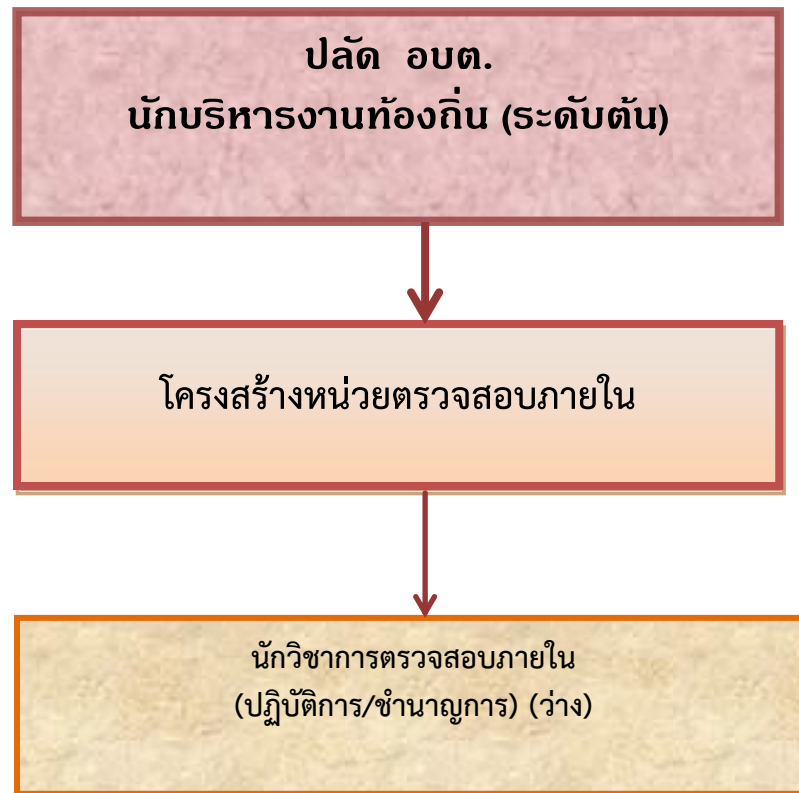 ปลัด อบต.
นักบริหารงานท้องถิ่น (ระดับต้น)
โครงสร้างหน่วยตรวจสอบภายใน
นักวิชาการตรวจสอบภายใน
(ปฏิบัติการ/ชำนาญการ) (ว่าง)